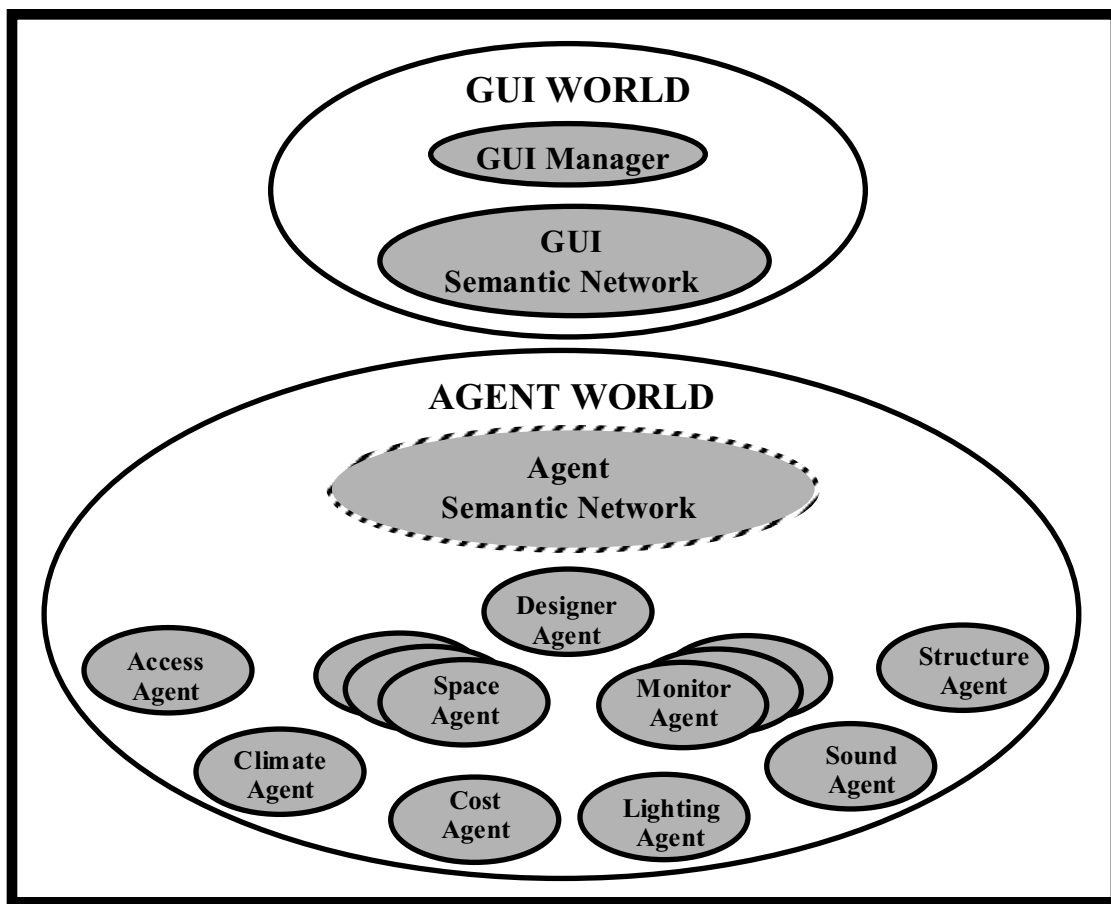 GUI WORLD
GUI Manager
GUI
Semantic Network
AGENT WORLD
Agent
Semantic Network
Designer
Agent
Access
Agent
Space
Agent
Monitor
Agent
Structure
Agent
Climate
Agent
Cost
Agent
Lighting
Agent
Sound
Agent